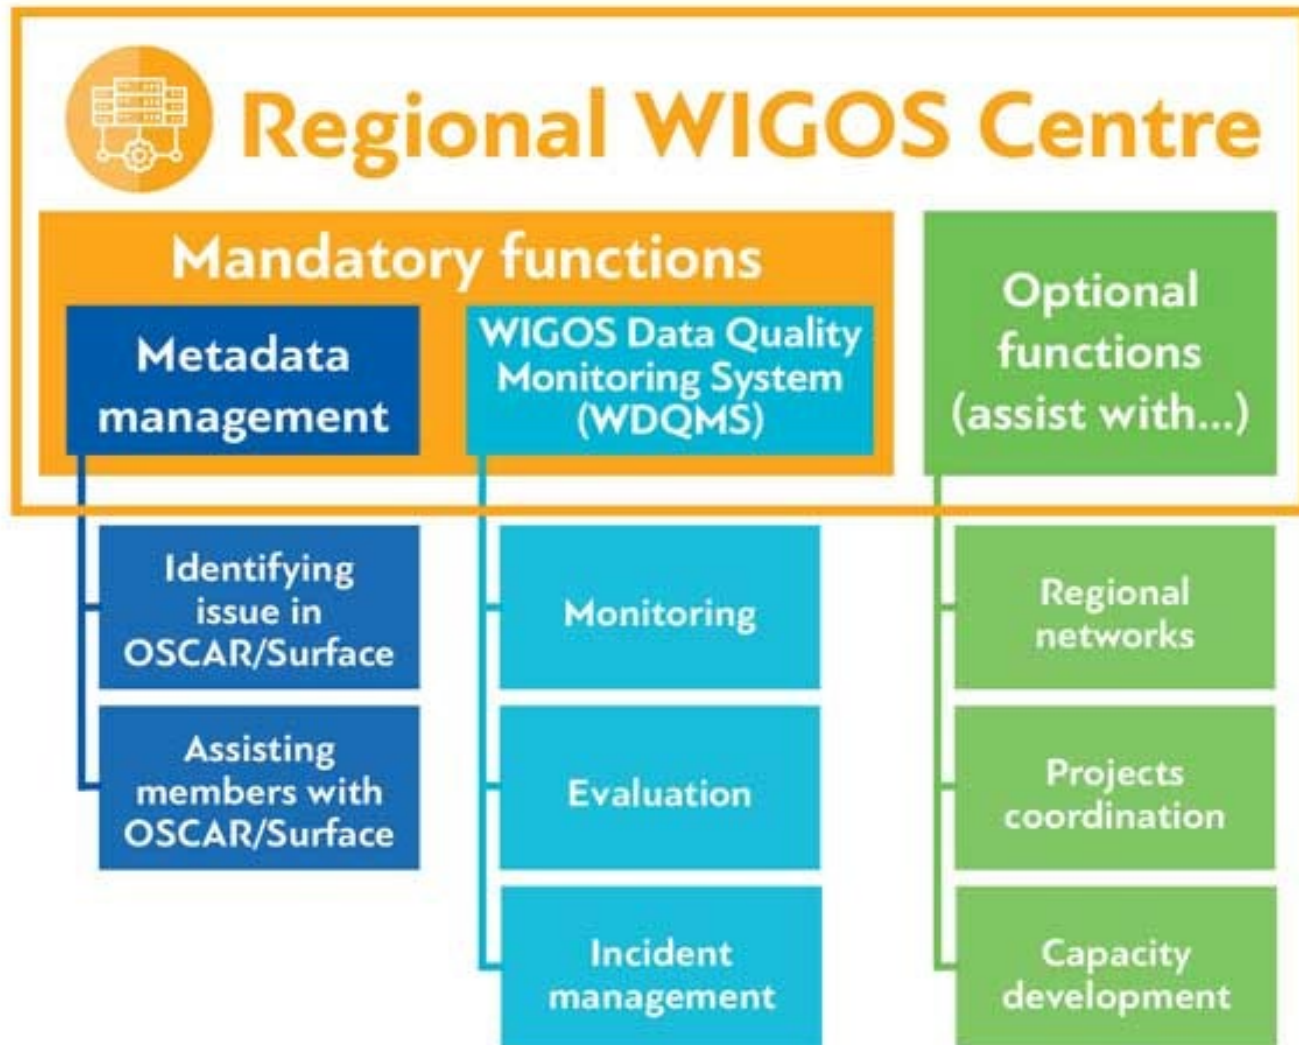 Regional WIGOS Centre
Mandatory functions
Metadata
management
WIGOS Data Quality
Monitoring System
(WDQMS)
Optional
functions
(assist with...)
Identifying
issue in
OSCAR/Surface
Assisting
members with
OSCAR/Surface
Monitoring
Evaluation
Incident
management
Regional
networks
Projects
coordination
Capacity
development